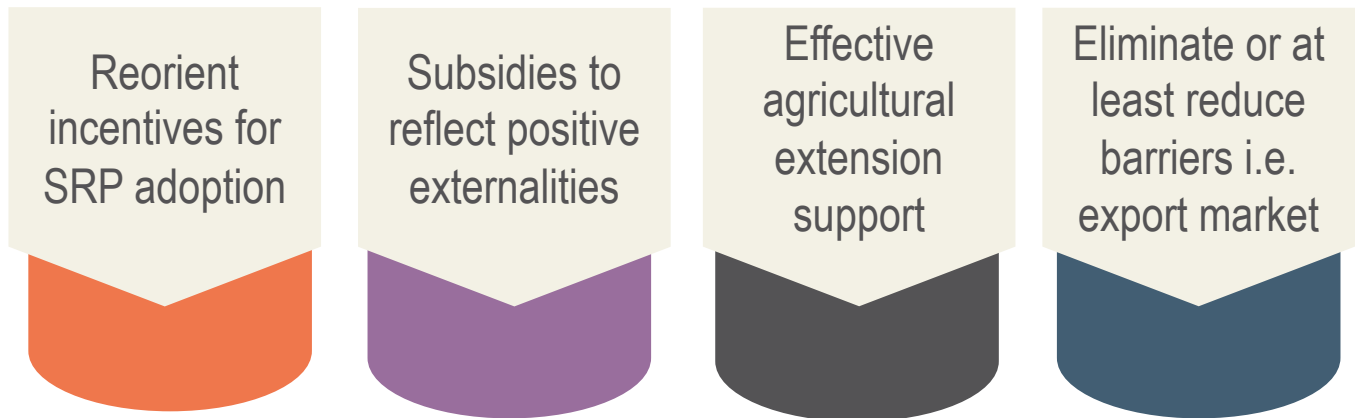 Reorient
incentives for
SRP adoption
Subsidies to
reflect positive
externalities
Effective
agricultural
extension
support
Eliminate or at
least reduce
barriers i.e.
export market